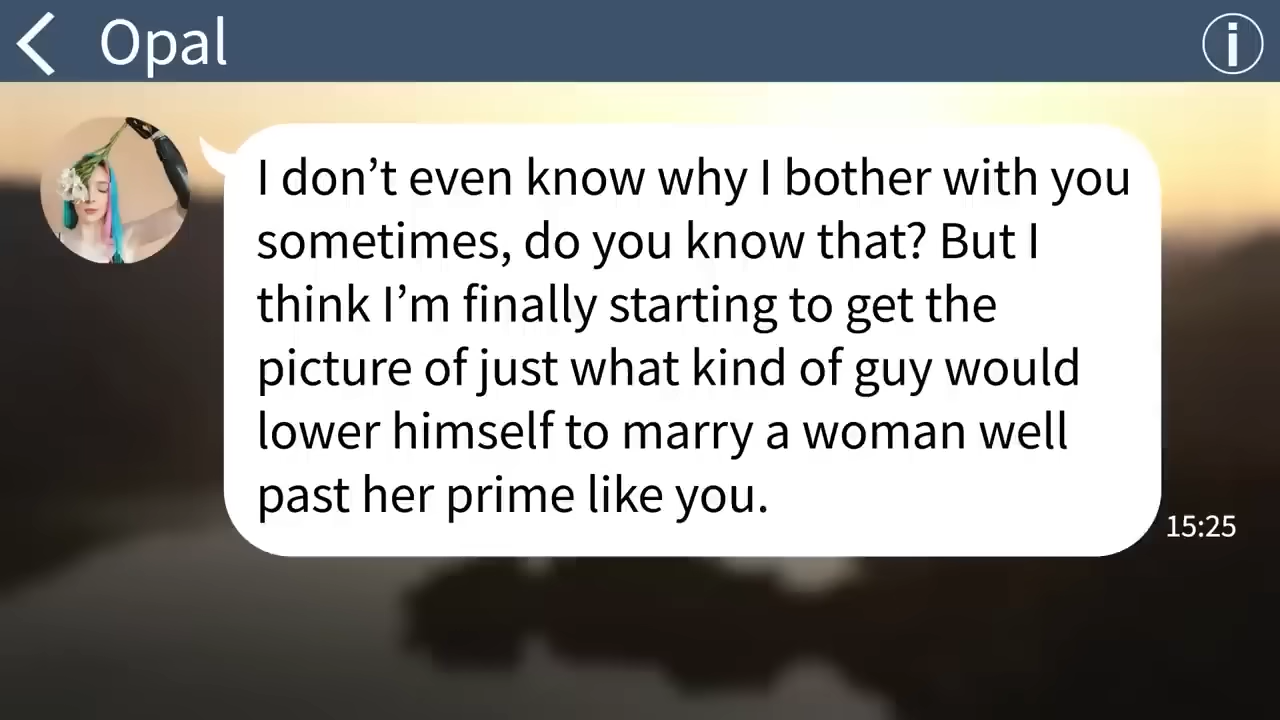 Opal
i
I don’t even know why I bother with you
sometimes, do you know that? But I
think I’m finally starting to get the
picture of just what kind of guy would
lower himself to marry a woman well
past her prime like you.
15:25